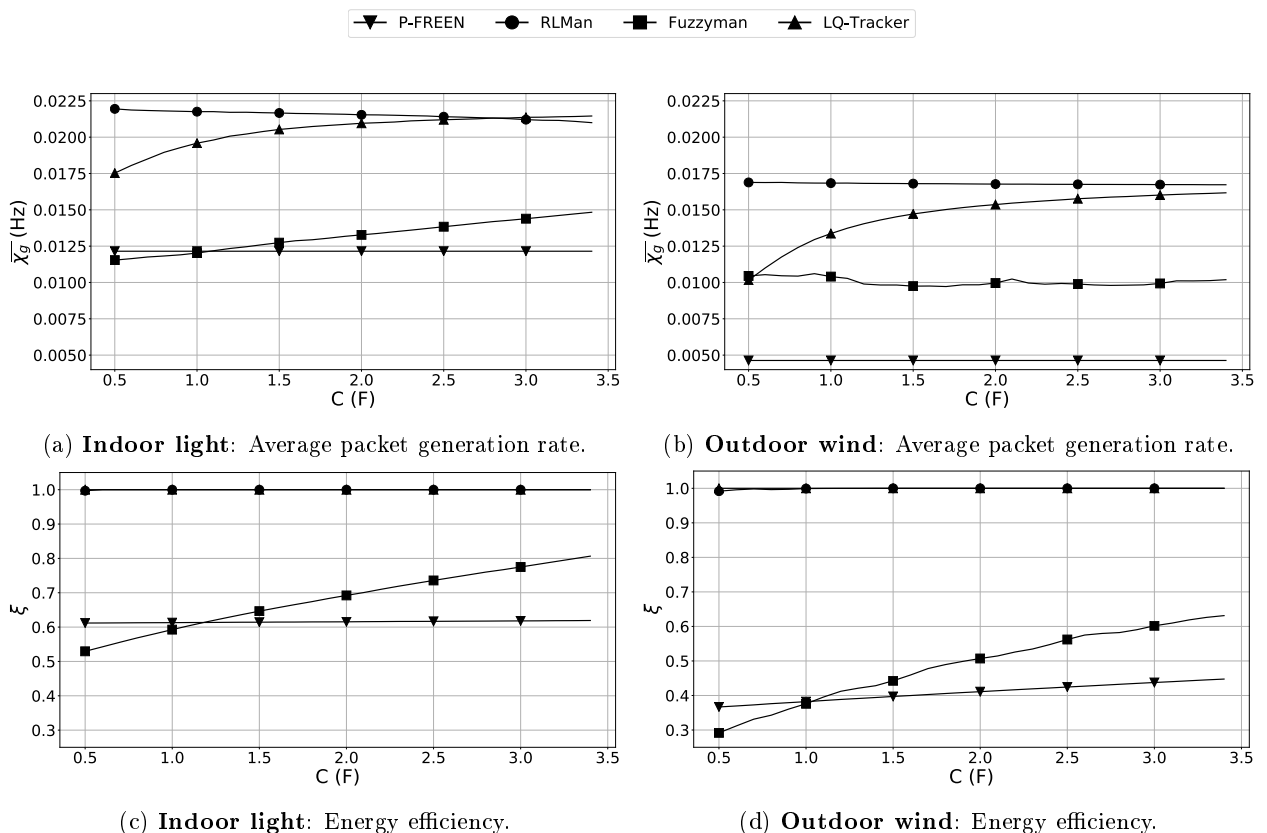 P-FREEN RLMan Fuzzyman LQ-Tracker
0.0225
0.0200
0.0175
0.0150
0.0125
0.0100
0.0075
0.0050
χg (Hz)
0.5 1.0 1.5 2.0 2.5 3.0 3.5
C (F)
(a) Indoor light: Average packet generation rate.
0.0225
0.0200
0.0175
0.0150
0.0125
0.0100
0.0075
0.0050
χg (Hz)
0.5 1.0 1.5 2.0 2.5 3.0 3.5
C (F)
(b) Outdoor wind: Average packet generation rate.
1.0
0.9
0.8
0.7
0.6
0.5
0.4
0.3
ξ
0.5 1.0 1.5 2.0 2.5 3.0 3.5
C (F)
(c) Indoor light: Energy efficiency.
1.0
0.9
0.8
0.7
0.6
0.5
0.4
0.3
ξ
0.5 1.0 1.5 2.0 2.5 3.0 3.5
C (F)
(d) Outdoor wind: Energy efficiency.